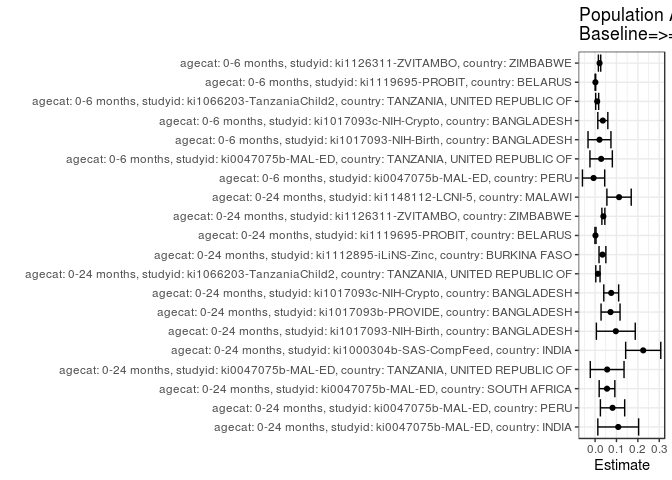 Population
Baseline=>
agecat: 0-6 months, studyid: ki1126311-ZVITAMBO, country: ZIMBABWE
agecat: 0-6 months, studyid: ki1119695-PROBIT, country: BELARUS
agecat: 0-6 months, studyid: ki1066203-TanzaniaChild2, country: TANZANIA, UNITED REPUBLIC OF
agecat: 0-6 months, studyid: ki1017093c-NIH-Crypto, country: BANGLADESH
agecat: 0-6 months, studyid: ki1017093-NIH-Birth, country: BANGLADESH
agecat: 0-6 months, studyid: ki0047075b-MAL-ED, country: TANZANIA, UNITED REPUBLIC OF
agecat: 0-6 months, studyid: ki0047075b-MAL-ED, country: PERU
agecat: 0-24 months, studyid: ki1148112-LCNI-5, country: MALAWI
agecat: 0-24 months, studyid: ki1126311-ZVITAMBO, country: ZIMBABWE
agecat: 0-24 months, studyid: ki1119695-PROBIT, country: BELARUS
agecat: 0-24 months, studyid: ki1112895-iLiNS-Zinc, country: BURKINA FASO
agecat: 0-24 months, studyid: ki1066203-TanzaniaChild2, country: TANZANIA, UNITED REPUBLIC OF
agecat: 0-24 months, studyid: ki1017093c-NIH-Crypto, country: BANGLADESH
agecat: 0-24 months, studyid: ki1017093b-PROVIDE, country: BANGLADESH
agecat: 0-24 months, studyid: ki1017093-NIH-Birth, country: BANGLADESH
agecat: 0-24 months, studyid: ki1000304b-SAS-CompFeed, country: INDIA
agecat: 0-24 months, studyid: ki0047075b-MAL-ED, country: TANZANIA, UNITED REPUBLIC OF
agecat: 0-24 months, studyid: ki0047075b-MAL-ED, country: SOUTH AFRICA
agecat: 0-24 months, studyid: ki0047075b-MAL-ED, country: PERU
agecat: 0-24 months, studyid: ki0047075b-MAL-ED, country: INDIA
0.0 0.1 0.2 0.3
Estimate